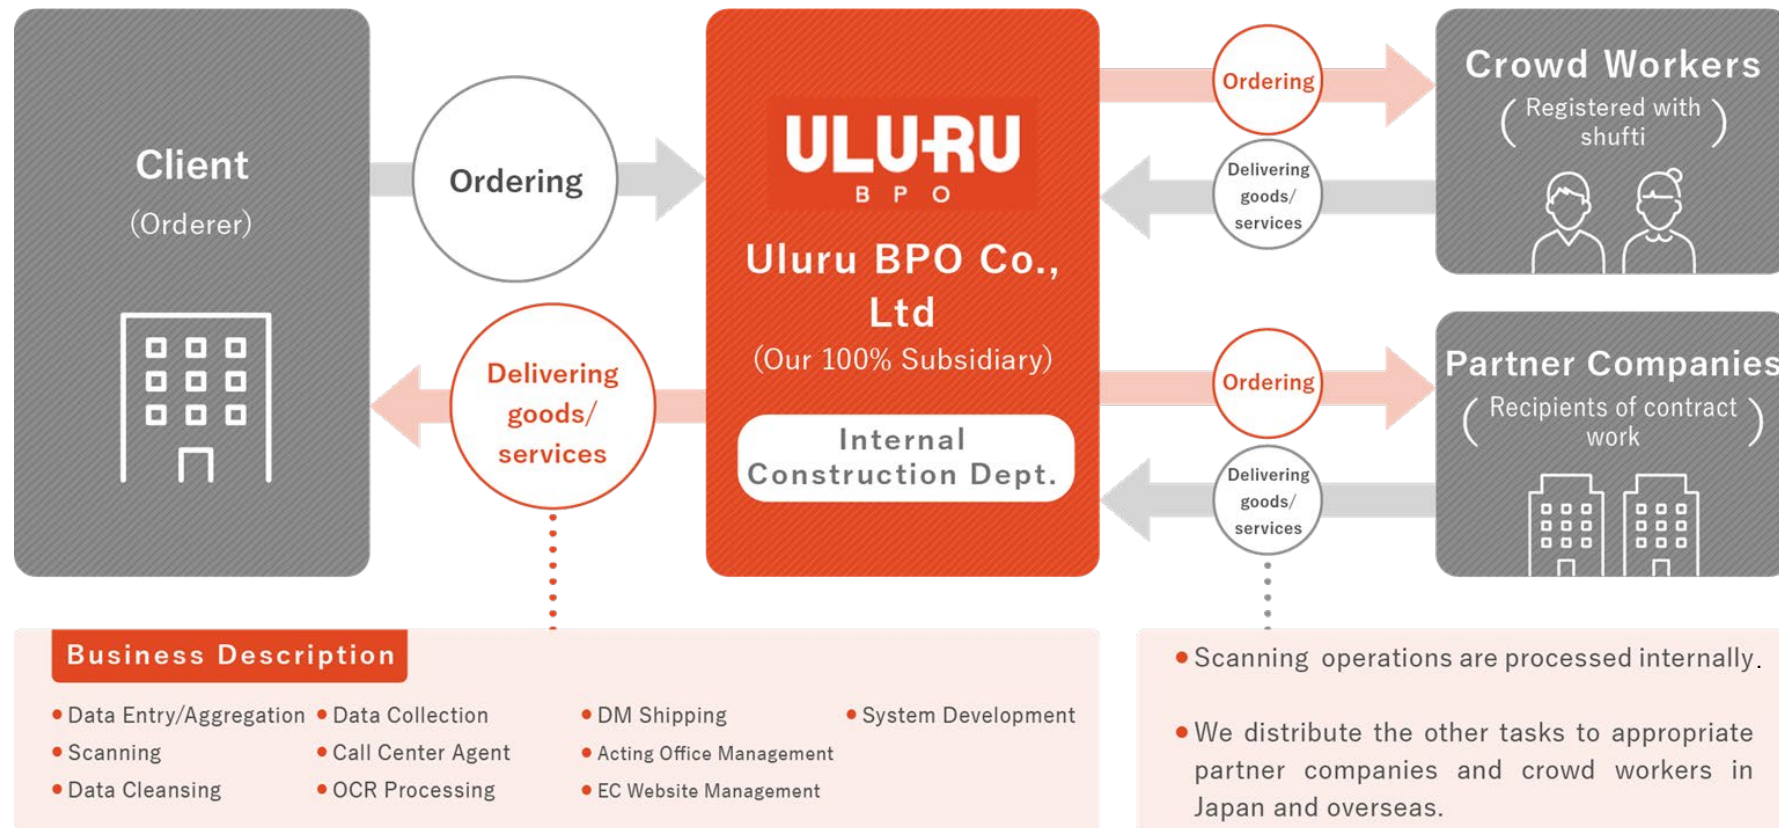 Client
(Orderer)
Ordering
Delivering
goods/
services
ULURU
BPO
Uluru BPO Co.,
Ltd
(Our 100% Subsidiary)
Internal
Construction Dept.
Ordering
Delivering
goods/
services
Crowd Workers
(Registered with
shufti)
Ordering
Delivering
goods/
services
Partner Companies
(Recipients of contract
work)
Business Description
• Data Entry/Aggregation • Data Collection • DM Shipping • System Development
• Scanning • Call Center Agent • Acting Office Management
• Data Cleansing • OCR Processing • EC Website Management
• Scanning operations are processed internally.
• We distribute the other tasks to appropriate
partner companies and crowd workers in
Japan and overseas.